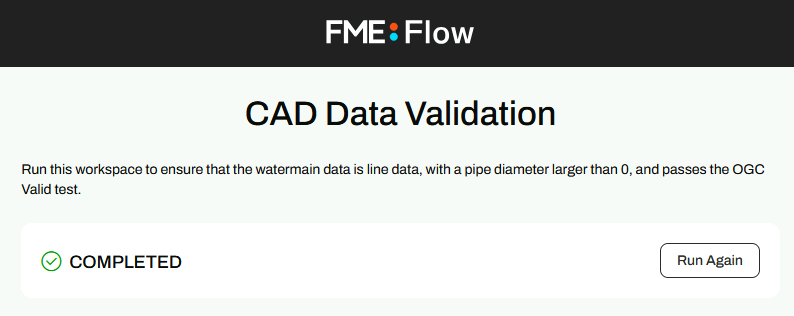 FME:Flow
CAD Data Validation
Run this workspace to ensure that the watermain data is line data, with a pipe diameter larger than 0, and passes the OGC
Valid test.
COMPLETED
Run Again